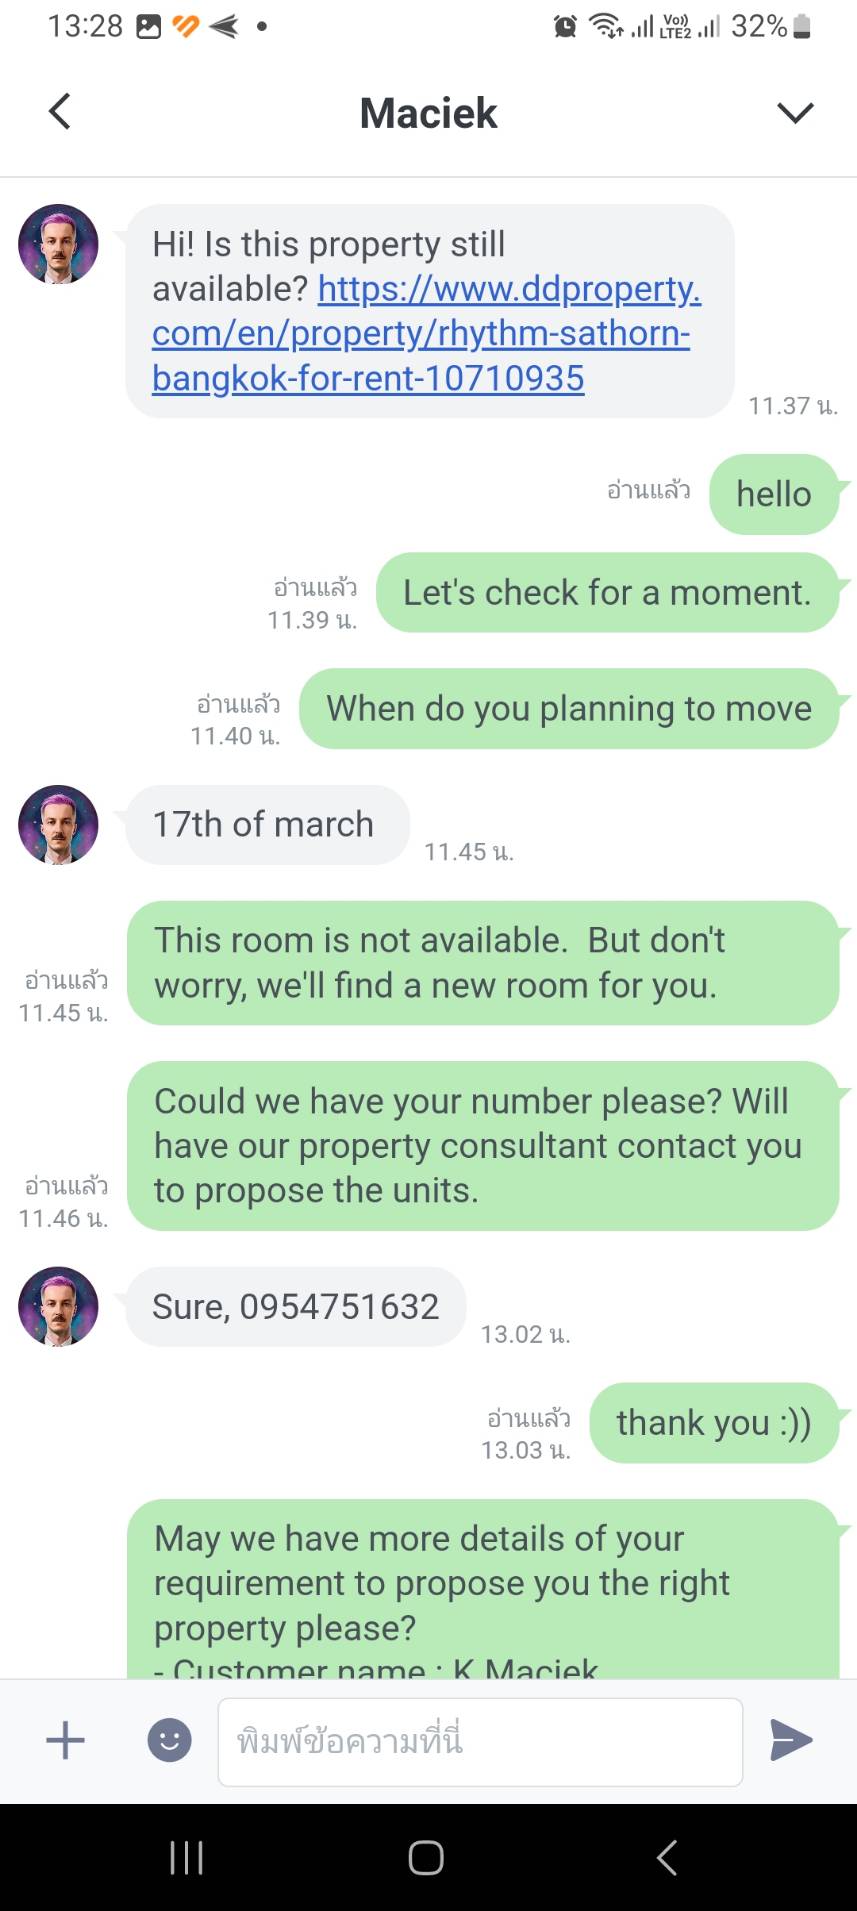 13:28
Vo))
LTE2
32%
Maciek
Hi! Is this property still
available? https://www.ddproperty.
com/en/property/rhythm-sathorn-
bangkok-for-rent-10710935
11.37 น.
อ่านแล้ว
hello
อ่านแล้ว
11.39 น.
Let's check for a moment.
อ่านแล้ว
11.40 น.
When do you planning to move
17th of march
11.45 น.
This room is not available.  But don't
worry, we'll find a new room for you.
อ่านแล้ว
11.45 น.
Could we have your number please? Will
have our property consultant contact you
to propose the units.
อ่านแล้ว
11.46 น.
Sure, 0954751632
13.02 น.
อ่านแล้ว
13.03 น.
thank you :))
May we have more details of your
requirement to propose you the right
property please?
- Customer name : K Maciek
พิมพ์ข้อความที่นี่